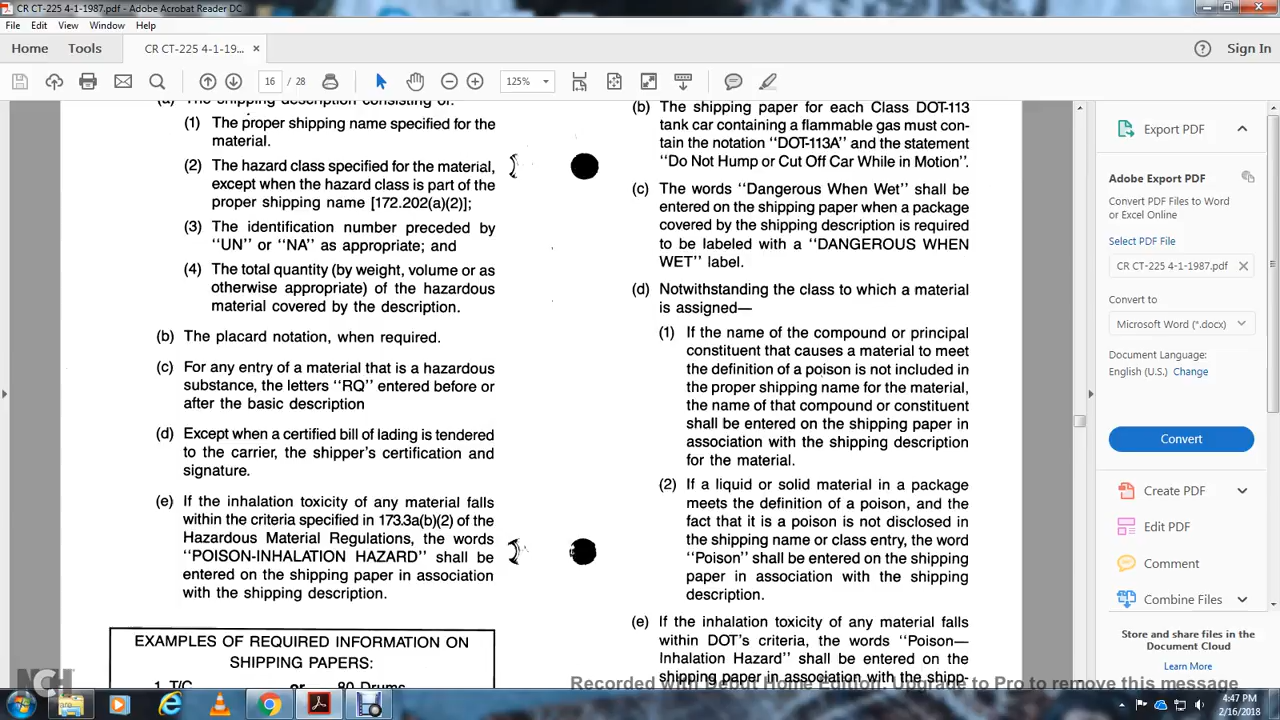 CR CT-225 4-1-1987.pdf - Adobe Acrobat Reader DC
File Edit View Window Help
Home Tools CR CT-225 4-1-19... × Sign In
16 / 28 125%
(a) The shipping description consisting of:
(1) The proper shipping name specified for the
material.
(2) The hazard class specified for the material,
except when the hazard class is part of the
proper shipping name [172.202(a)(2)];
(3) The identification number preceded by
"UN" or "NA" as appropriate; and
(4) The total quantity (by weight, volume or as
otherwise appropriate) of the hazardous
material covered by the description.
(b) The placard notation, when required.
(c) For any entry of a material that is a hazardous
substance, the letters "RQ" entered before or
after the basic description
(d) Except when a certified bill of lading is tendered
to the carrier, the shipper's certification and
signature.
(e) If the inhalation toxicity of any material falls
within the criteria specified in 173.3a(b)(2) of the
Hazardous Material Regulations, the words
"POISON-INHALATION HAZARD" shall be
entered on the shipping paper in association
with the shipping description.
EXAMPLES OF REQUIRED INFORMATION ON
SHIPPING PAPERS:
1 T/C or 80 Drums
(b) The shipping paper for each Class DOT-113
tank car containing a flammable gas must con-
tain the notation "DOT-113A" and the statement
"Do Not Hump or Cut Off Car While in Motion".
(c) The words "Dangerous When Wet" shall be
entered on the shipping paper when a package
covered by the shipping description is required
to be labeled with a "DANGEROUS WHEN
WET" label.
(d) Notwithstanding the class to which a material
is assigned—
(1) If the name of the compound or principal
constituent that causes a material to meet
the definition of a poison is not included in
the proper shipping name for the material,
the name of that compound or constituent
shall be entered on the shipping paper in
association with the shipping description
for the material.
(2) If a liquid or solid material in a package
meets the definition of a poison, and the
fact that it is a poison is not disclosed in
the shipping name or class entry, the word
"Poison" shall be entered on the shipping
paper in association with the shipping
description.
(e) If the inhalation toxicity of any material falls
within DOT's criteria, the words "Poison—
Inhalation Hazard" shall be entered on the
shipping paper in association with the shipp-
Export PDF
Adobe Export PDF
Convert PDF Files to Word
or Excel Online
Select PDF File
CR CT-225 4-1-1987.pdf
Convert to
Microsoft Word (*.docx)
Document Language:
English (U.S.) Change
Convert
Create PDF
Edit PDF
Comment
Combine Files
Store and share files in the
Document Cloud
Learn More
NCH
Recorded with Debut Home Edition. Upgrade to Pro to remove this message
4:47 PM
2/16/2018